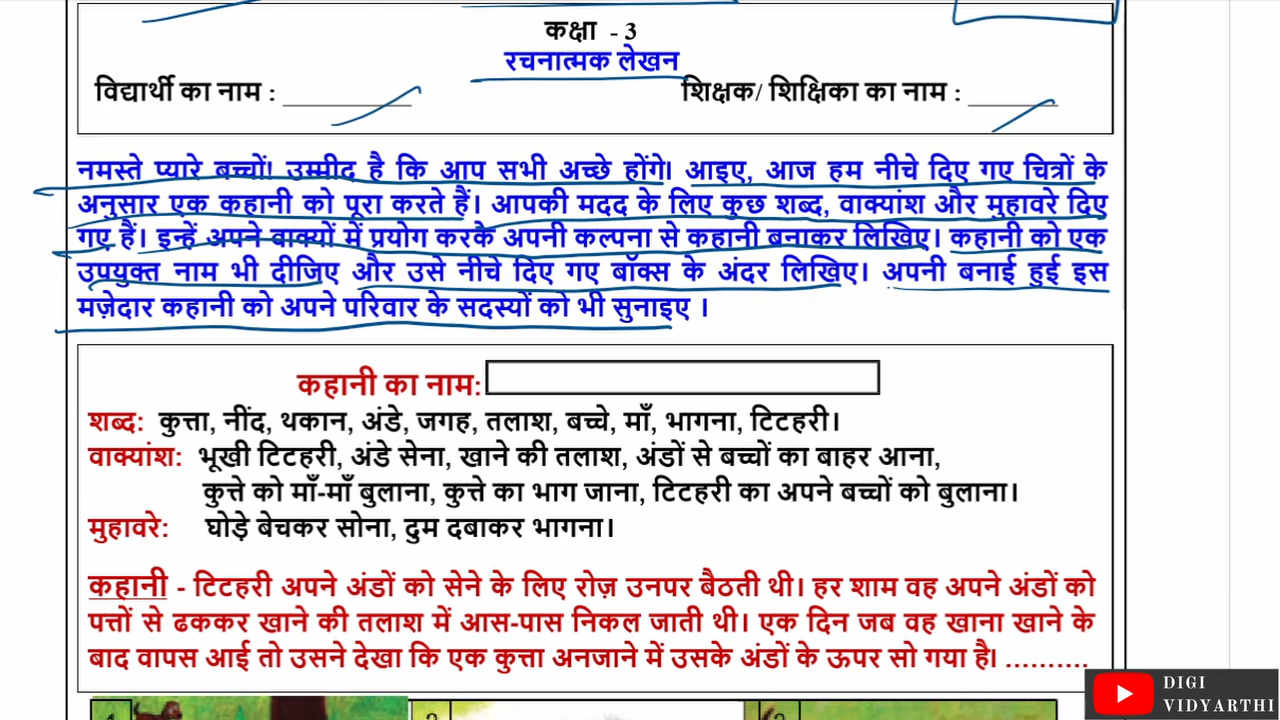 कक्षा - 3
रचनात्मक लेखन
विद्यार्थी का नाम : ___________ शिक्षक/ शिक्षिका का नाम : ________
नमस्ते प्यारे बच्चों। उम्मीद है कि आप सभी अच्छे होंगे। आइए, आज हम नीचे दिए गए चित्रों के
अनुसार एक कहानी को पूरा करते हैं। आपकी मदद के लिए कुछ शब्द, वाक्यांश और मुहावरे दिए
गए हैं। इन्हें अपने वाक्यों में प्रयोग करके अपनी कल्पना से कहानी बनाकर लिखिए। कहानी को एक
उपयुक्त नाम भी दीजिए और उसे नीचे दिए गए बॉक्स के अंदर लिखिए। अपनी बनाई हुई इस
मज़ेदार कहानी को अपने परिवार के सदस्यों को भी सुनाइए ।
कहानी का नाम:
शब्द: कुत्ता, नींद, थकान, अंडे, जगह, तलाश, बच्चे, माँ, भागना, टिटहरी।
वाक्यांश: भूखी टिटहरी, अंडे सेना, खाने की तलाश, अंडों से बच्चों का बाहर आना,
कुत्ते को माँ-माँ बुलाना, कुत्ते का भाग जाना, टिटहरी का अपने बच्चों को बुलाना।
मुहावरे: घोड़े बेचकर सोना, दुम दबाकर भागना।
कहानी - टिटहरी अपने अंडों को सेने के लिए रोज़ उनपर बैठती थी। हर शाम वह अपने अंडों को
पत्तों से ढककर खाने की तलाश में आस-पास निकल जाती थी। एक दिन जब वह खाना खाने के
बाद वापस आई तो उसने देखा कि एक कुत्ता अनजाने में उसके अंडों के ऊपर सो गया है। ..........
DIGI
VIDYARTHI